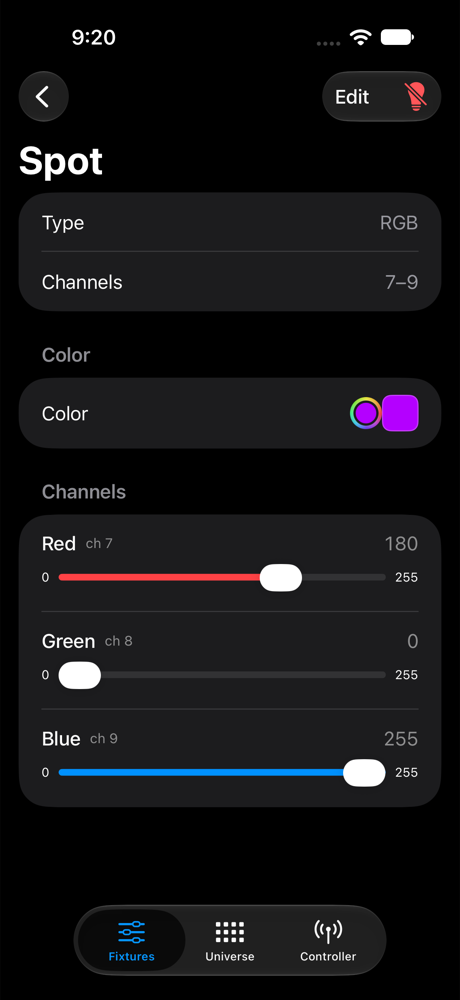 9:20
Edit
Spot
Type RGB
Channels 7–9
Color
Color
Channels
Red ch 7 180
0 255
Green ch 8 0
0 255
Blue ch 9 255
0 255
Fixtures Universe Controller